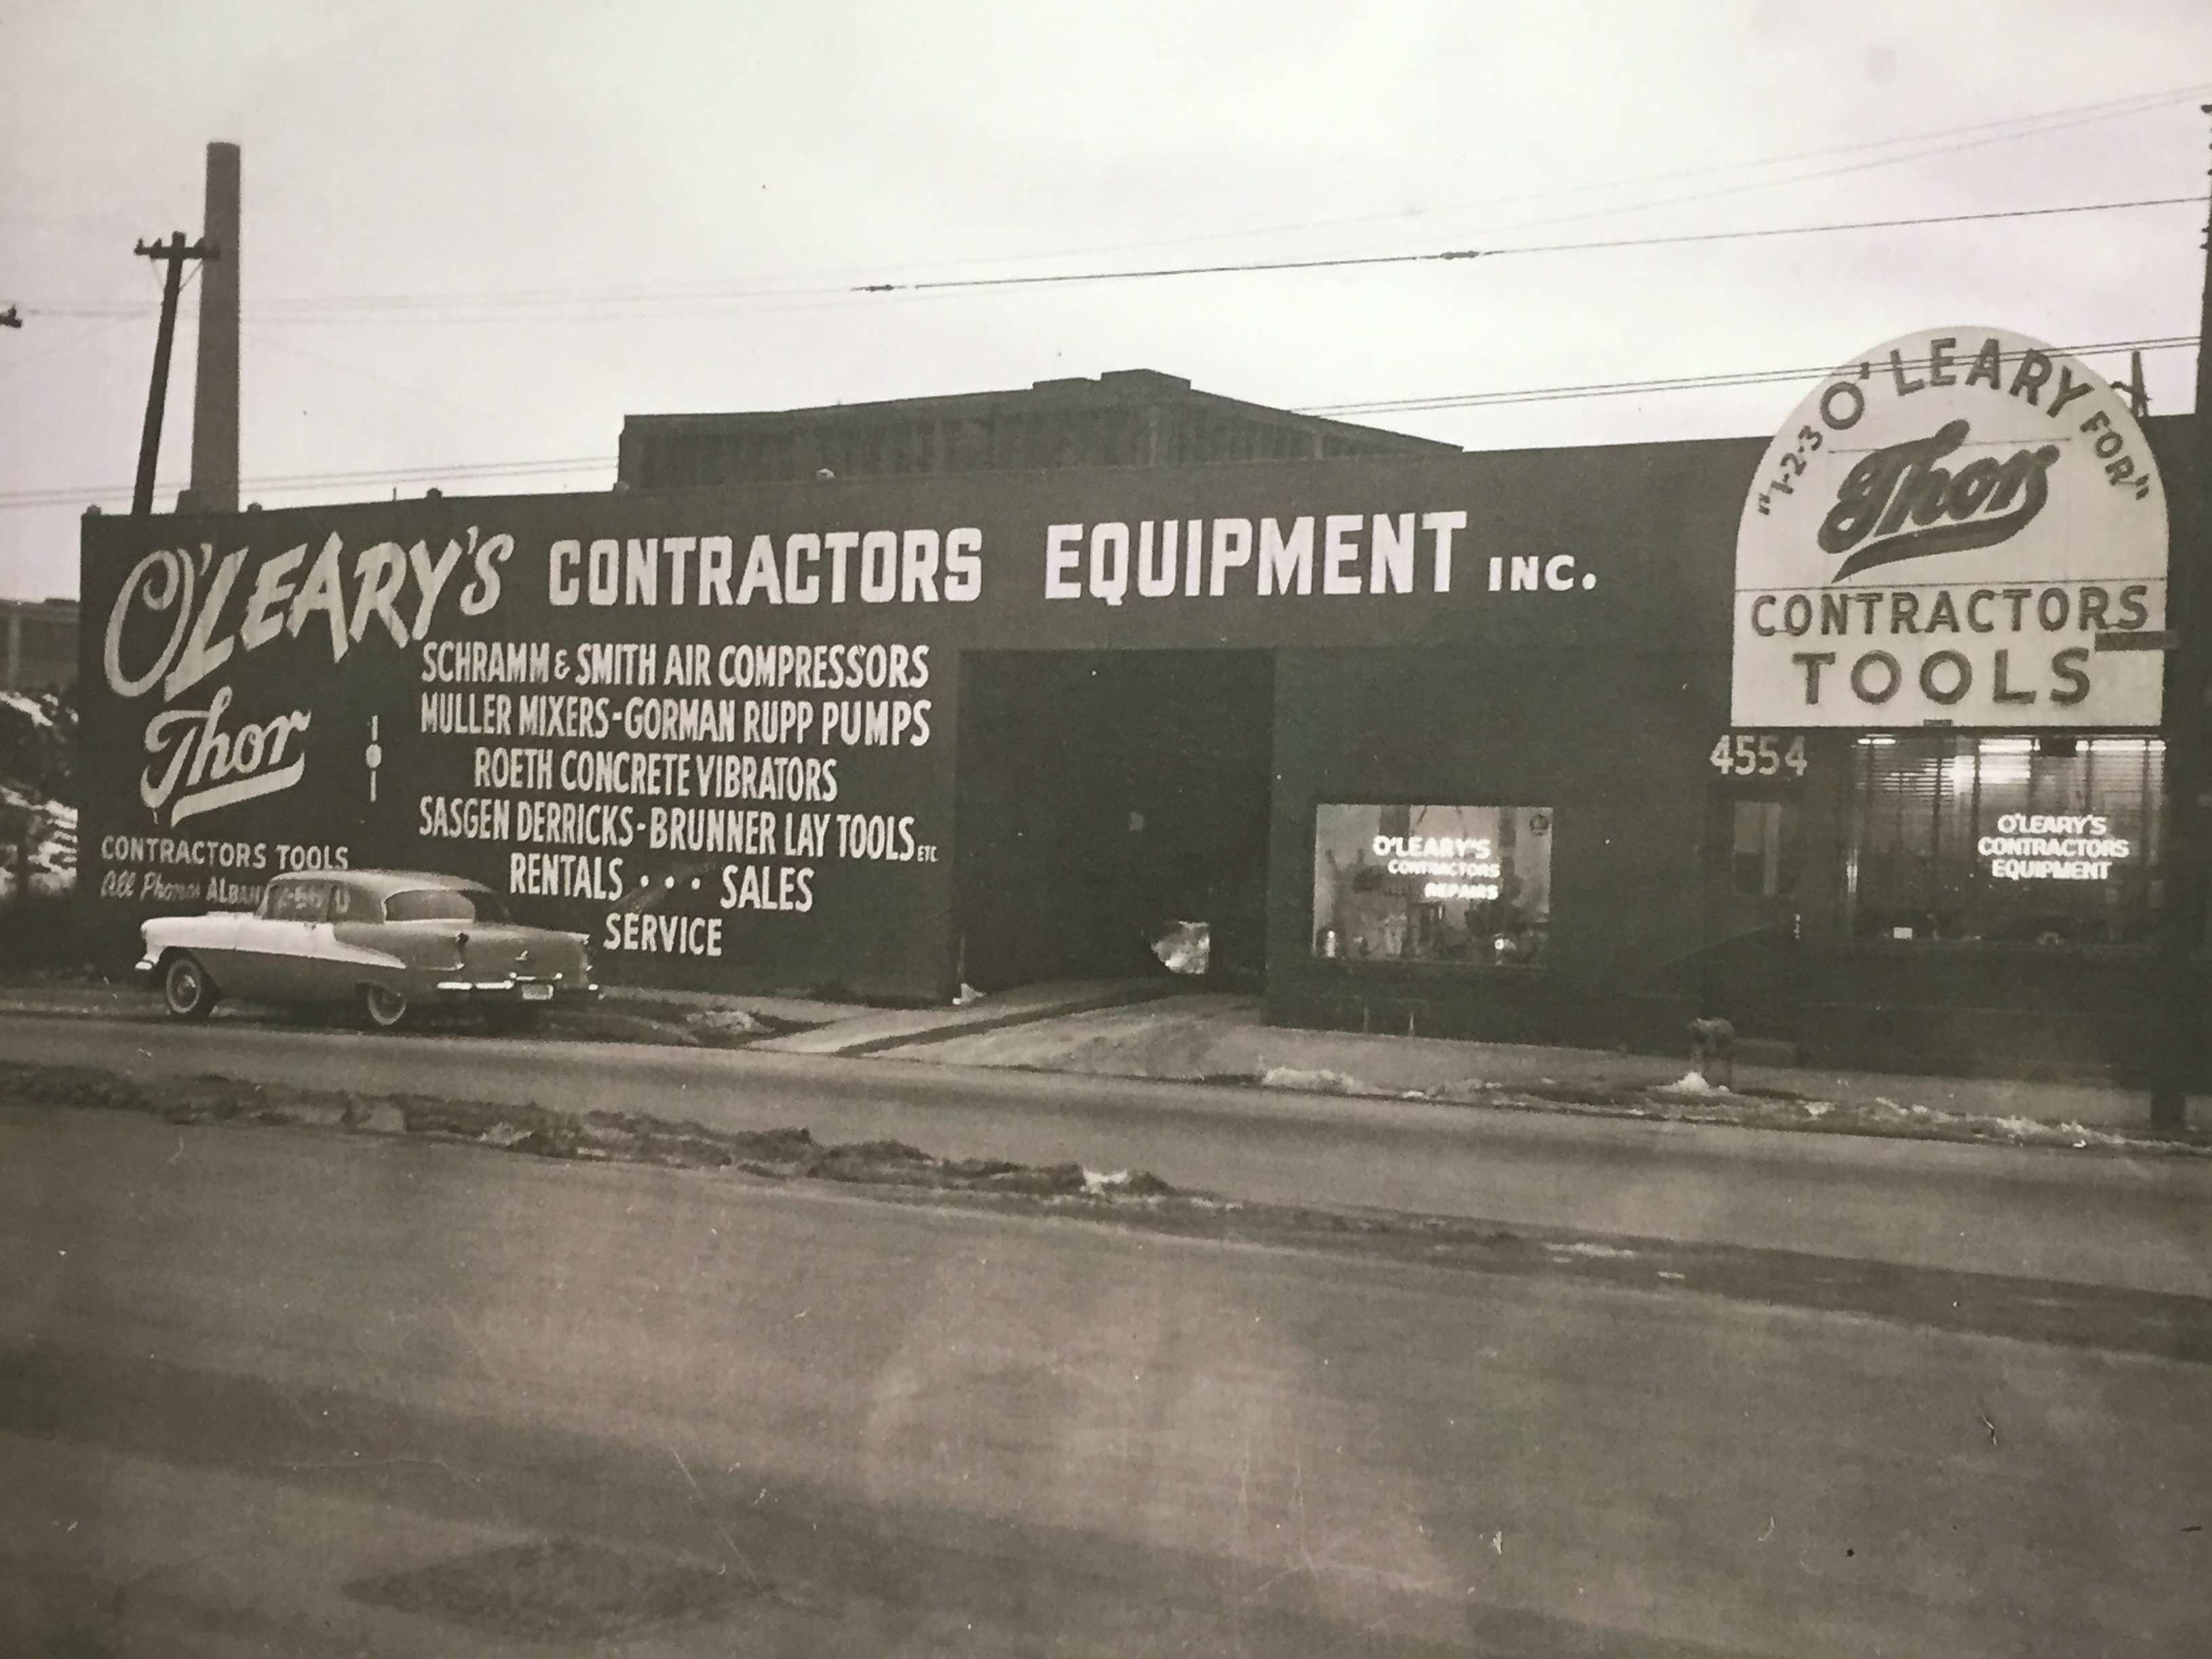 O'LEARY'S CONTRACTORS EQUIPMENT INC.
Thor
CONTRACTORS TOOLS
All Phones
SCHRAMM & SMITH AIR COMPRESSORS
MULLER MIXERS-GORMAN RUPP PUMPS
ROETH CONCRETE VIBRATORS
SASGEN DERRICKS-BRUNNER LAY TOOLS ETC
RENTALS . . . SALES
SERVICE
"1-2-3 O'LEARY FOR"
Thor
CONTRACTORS
TOOLS
4554
O'LEARY'S
CONTRACTORS
REPAIRS
O'LEARY'S
CONTRACTORS
EQUIPMENT